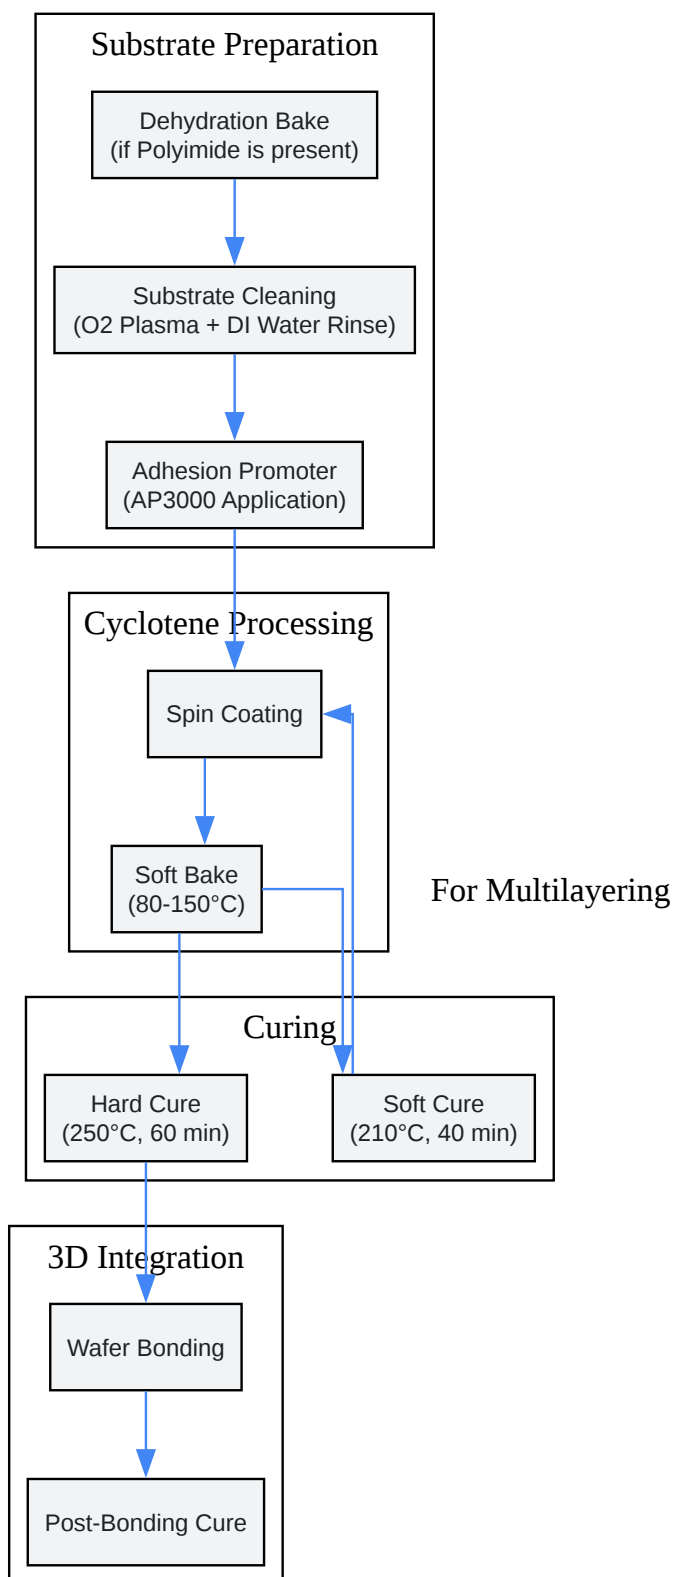 Substrate Preparation
Dehydration Bake
(if Polyimide is present)
Substrate Cleaning
(O2 Plasma + DI Water Rinse)
Adhesion Promoter
(AP3000 Application)
Cyclotene Processing
Spin Coating
Soft Bake
(80-150°C)
For Multilayering
Curing
Hard Cure
(250°C, 60 min)
Soft Cure
(210°C, 40 min)
3D Integration
Wafer Bonding
Post-Bonding Cure